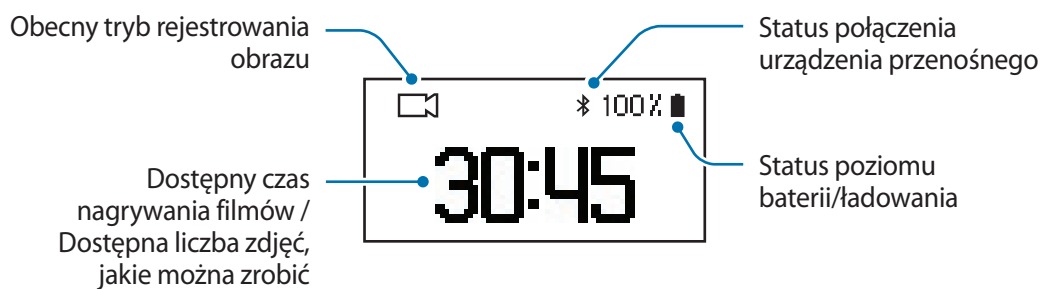 Obecny tryb rejestrowania
obrazu
Status połączenia
urządzenia przenośnego
100%
30:45
Dostępny czas
nagrywania filmów /
Dostępna liczba zdjęć,
jakie można zrobić
Status poziomu
baterii/ładowania